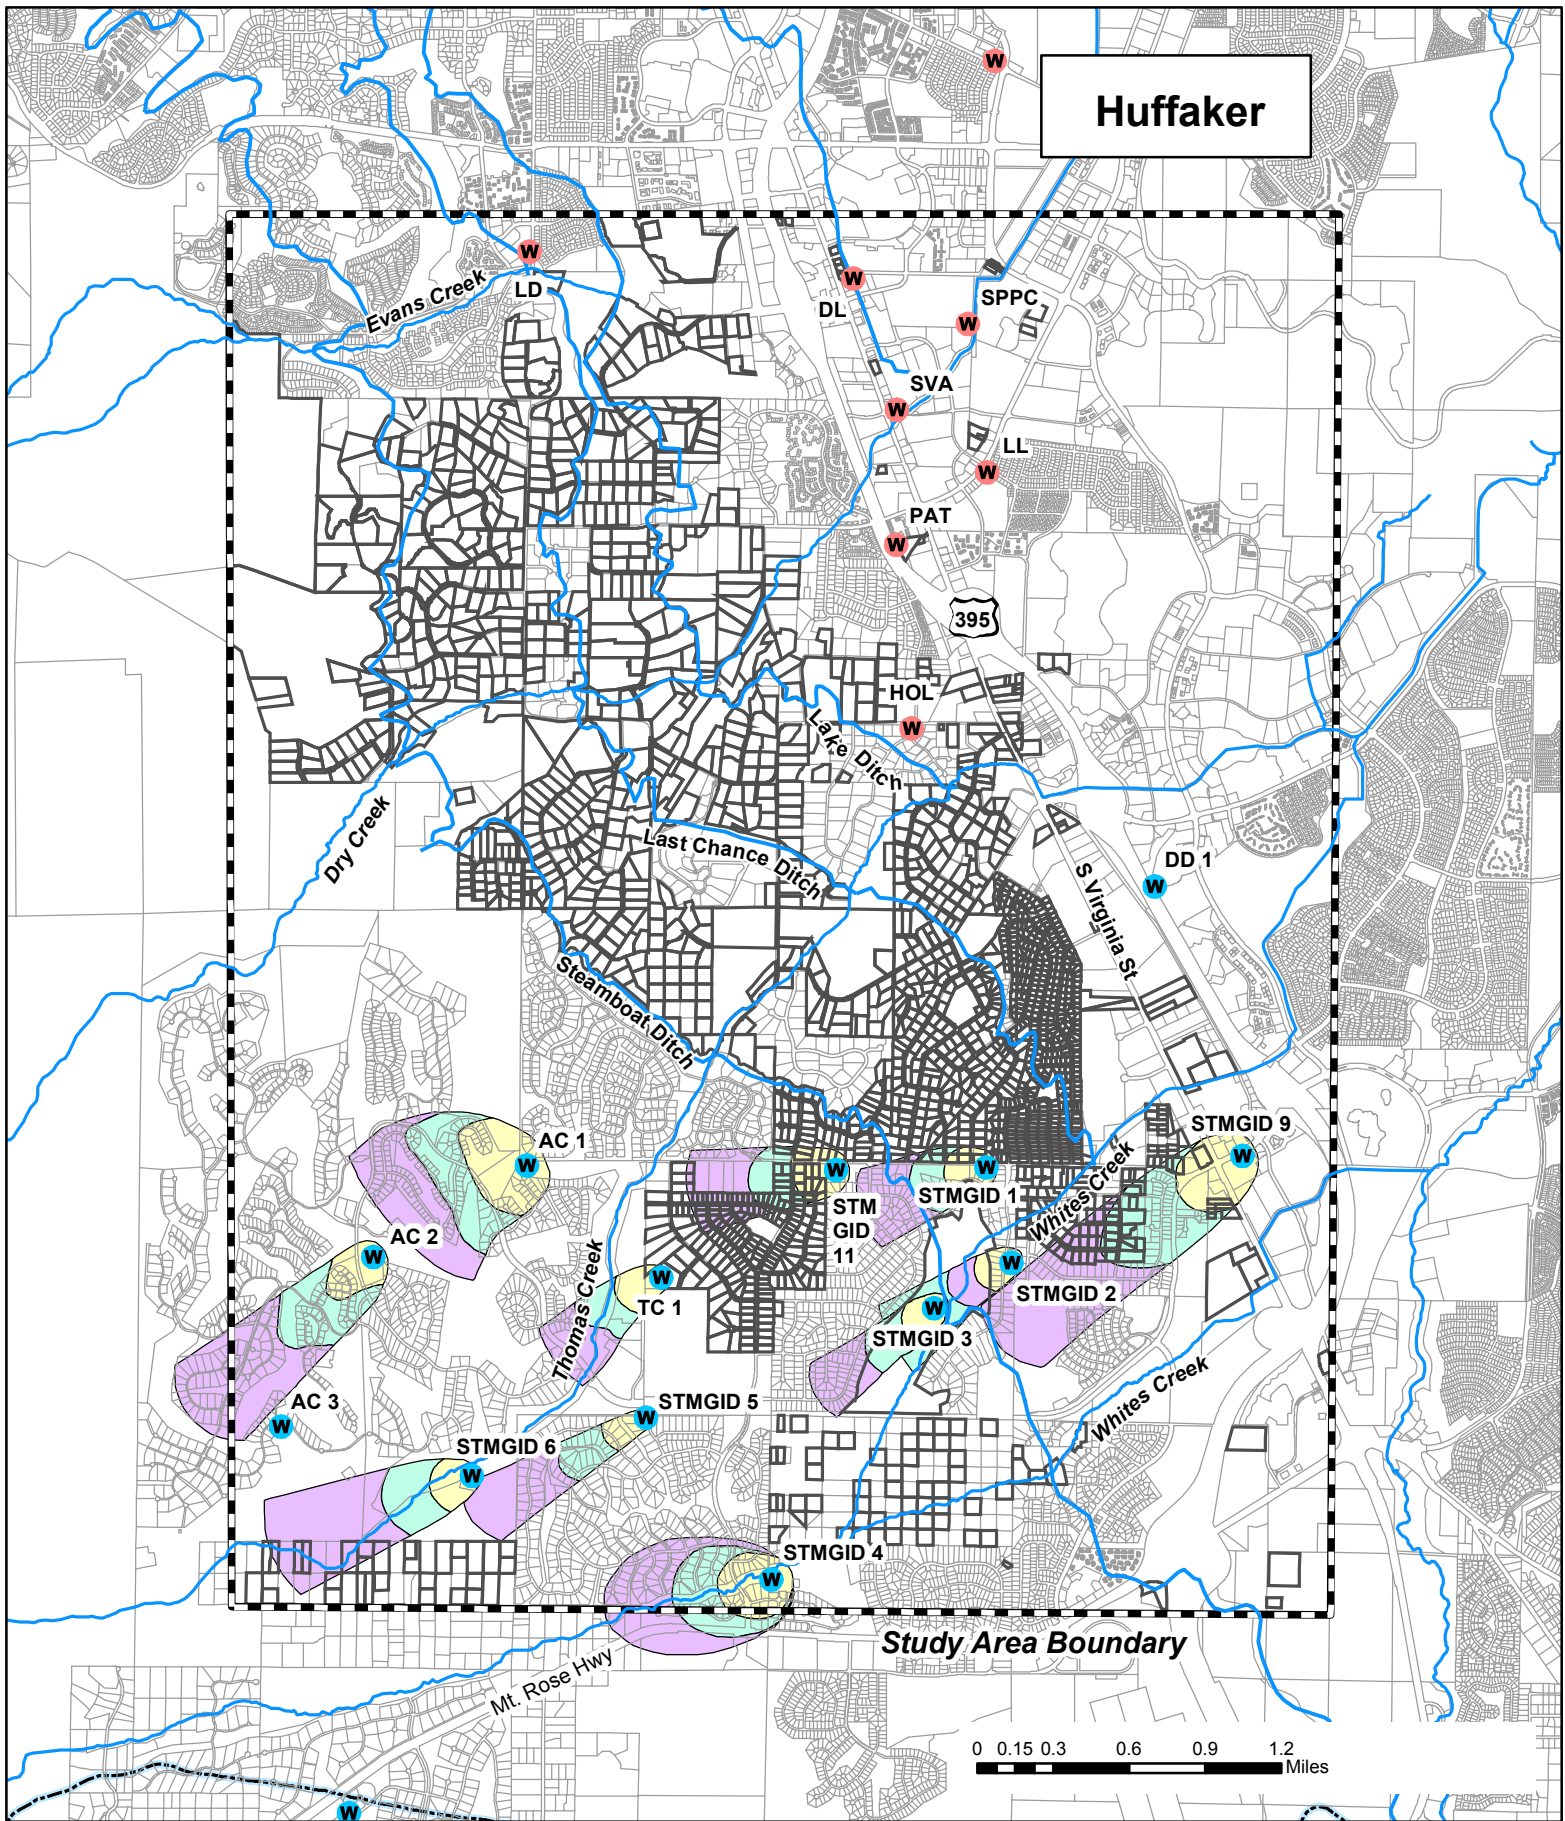 W
Huffaker
W
LD
Evans Creek
W
DL
SPPC
W
SVA
W
LL
W
PAT
W
395
HOL
W
Lake Ditch
Dry Creek
Last Chance Ditch
S Virginia St
DD 1
W
Steamboat Ditch
AC 1
W
STMGID 9
W
W
STM
GID
11
W
STMGID 1
Whites Creek
AC 2
W
Thomas Creek
W
TC 1
W
STMGID 2
W
STMGID 3
Whites Creek
AC 3
W
STMGID 5
W
STMGID 6
W
STMGID 4
W
Study Area Boundary
Mt. Rose Hwy
0 0.15 0.3 0.6 0.9 1.2
Miles
W